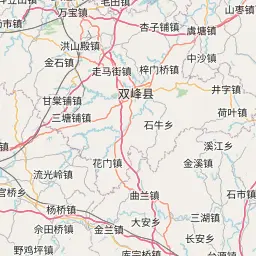 毛田镇
万宝镇
杏子铺镇
山枣镇
虞塘镇
洪山殿镇
金石镇
走马街镇
梓门桥镇
中沙镇
双峰县
井字镇
甘棠铺镇
荷叶镇
三塘铺镇
石牛乡
溪江乡
花门镇
金溪镇
流光岭镇
曲兰镇
石市镇
杨桥镇
大安乡
三湖镇
佘田桥镇
金兰镇
长安乡
野鸡坪镇
库宗桥镇